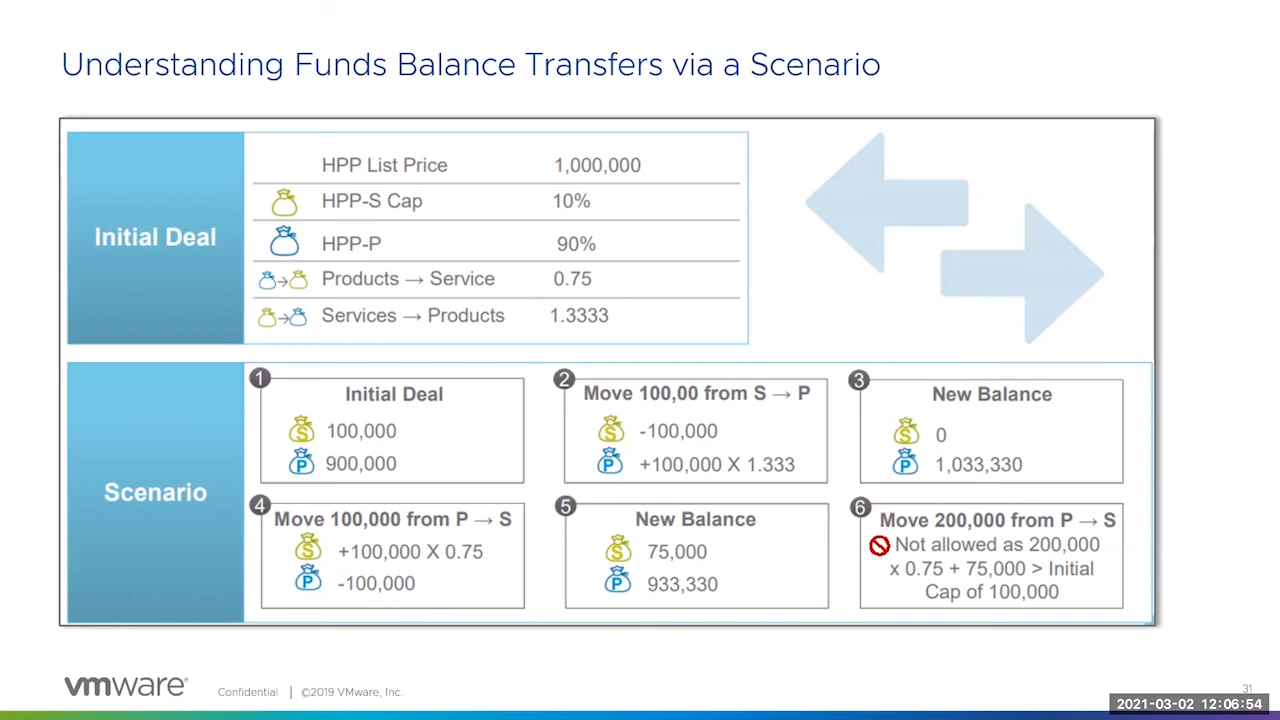 Understanding Funds Balance Transfers via a Scenario
Initial Deal
HPP List Price 1,000,000
HPP-S Cap 10%
HPP-P 90%
Products → Service 0.75
Services → Products 1.3333
Scenario
1
Initial Deal
S 100,000
P 900,000
2
Move 100,00 from S → P
S -100,000
P +100,000 X 1.333
3
New Balance
S 0
P 1,033,330
4
Move 100,000 from P → S
S +100,000 X 0.75
P -100,000
5
New Balance
S 75,000
P 933,330
6
Move 200,000 from P → S
Not allowed as 200,000
x 0.75 + 75,000 > Initial
Cap of 100,000
vmware® Confidential | ©2019 VMware, Inc.
31
2021-03-02 12:06:54